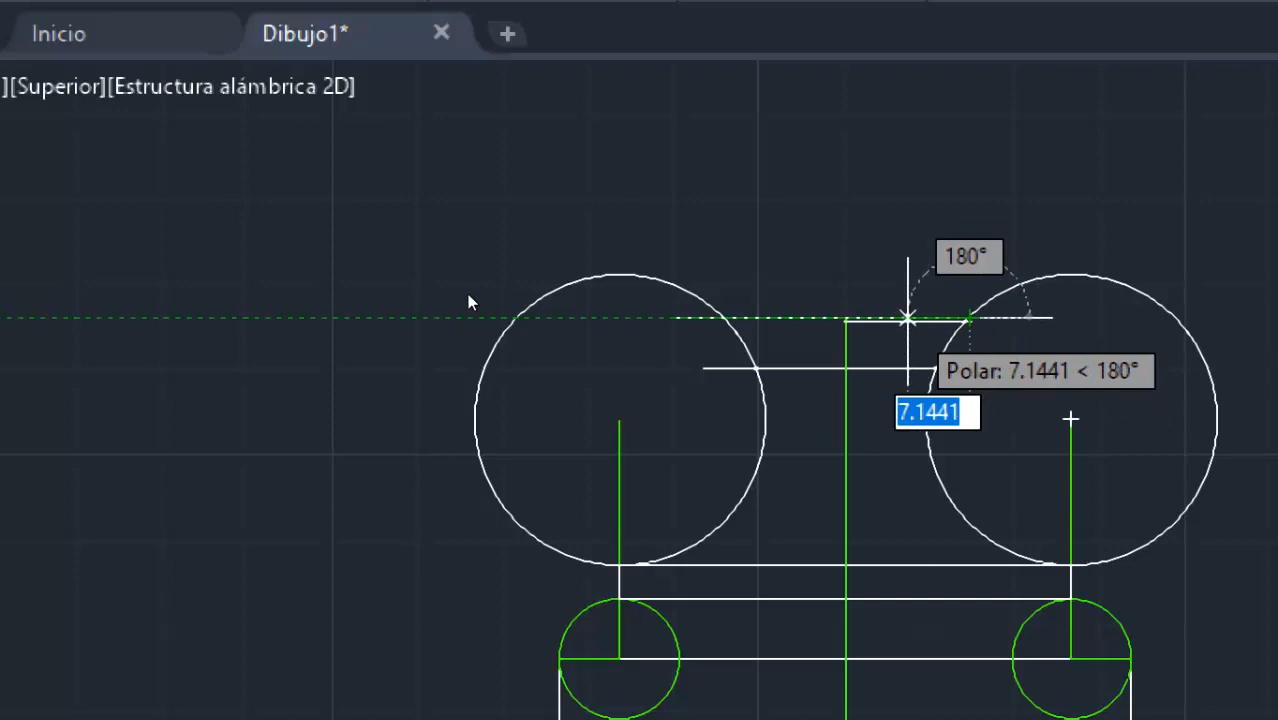 Inicio
Dibujo1*
][Superior][Estructura alámbrica 2D]
180°
Polar: 7.1441 < 180°
7.1441